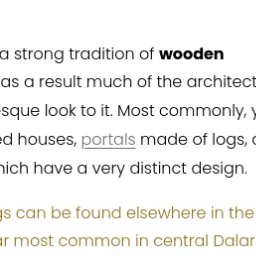 a strong tradition of wooden
as a result much of the architect
esque look to it. Most commonly, y
ed houses, portals made of logs, a
hich have a very distinct design.
gs can be found elsewhere in the
ar most common in central Dalar